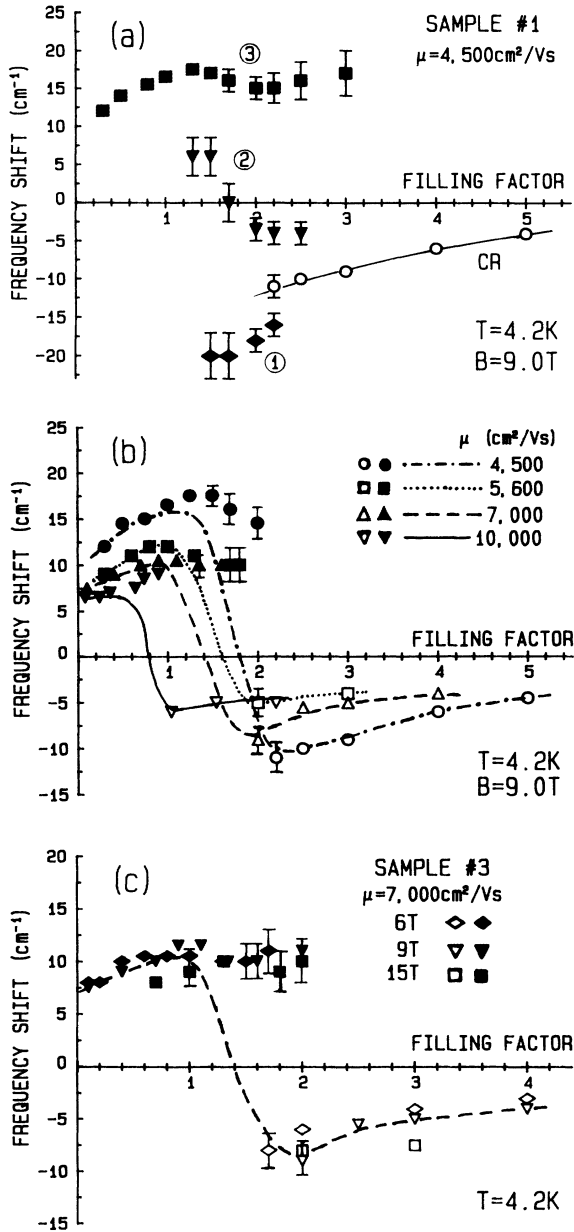 (a)
SAMPLE #1
μ=4,500cm²/Vs
25
20
15
10
5
0
-5
-10
-15
-20
FREQUENCY SHIFT (cm⁻¹)
③
②
①
FILLING FACTOR
1 2 3 4 5
CR
T=4.2K
B=9.0T
(b)
25
20
15
10
5
0
-5
-10
-15
FREQUENCY SHIFT (cm⁻¹)
μ (cm²/Vs)
4,500
5,600
7,000
10,000
FILLING FACTOR
1 2 3 4 5
T=4.2K
B=9.0T
(c)
20
15
10
5
0
-5
-10
-15
FREQUENCY SHIFT (cm⁻¹)
SAMPLE #3
μ=7,000cm²/Vs
6T
9T
15T
FILLING FACTOR
1 2 3 4
T=4.2K